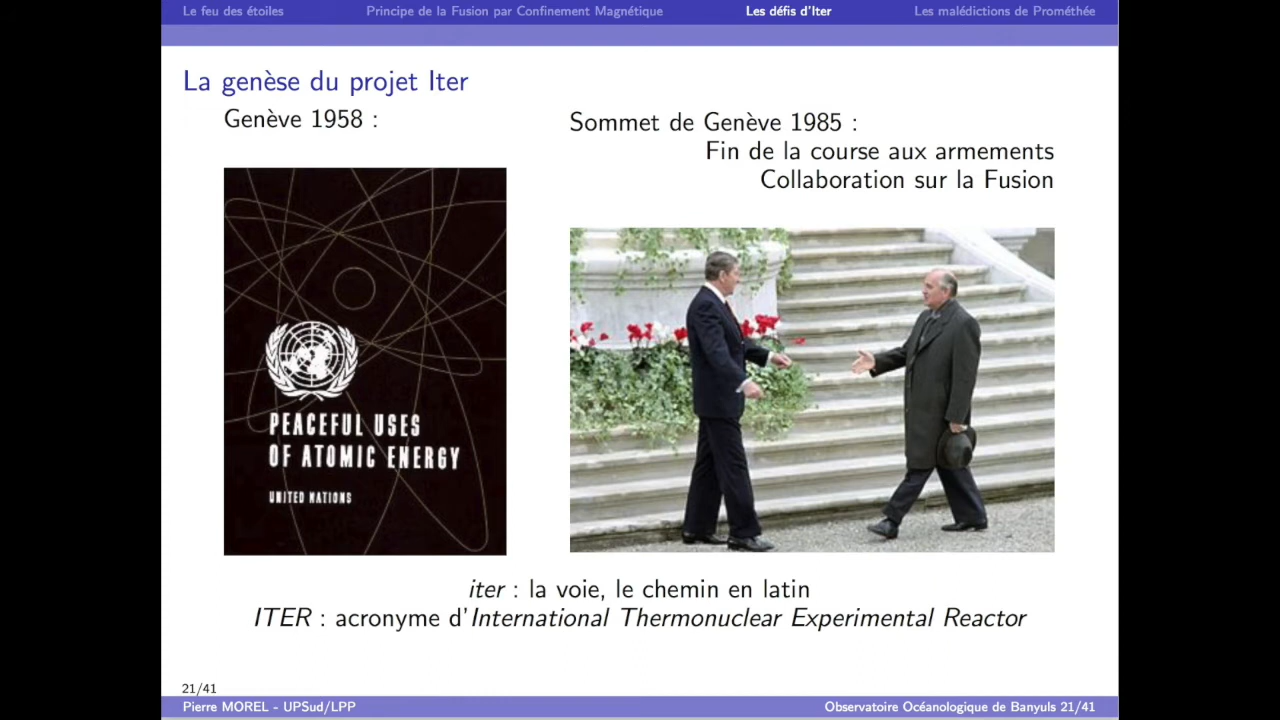 Le feu des étoiles
Principe de la Fusion par Confinement Magnétique
Les défis d'Iter
Les malédictions de Prométhée
La genèse du projet Iter
Genève 1958 :
PEACEFUL USES
OF ATOMIC ENERGY
UNITED NATIONS
Sommet de Genève 1985 :
Fin de la course aux armements
Collaboration sur la Fusion
iter : la voie, le chemin en latin
ITER : acronyme d'International Thermonuclear Experimental Reactor
21/41
Pierre MOREL - UPSud/LPP
Observatoire Océanologique de Banyuls 21/41